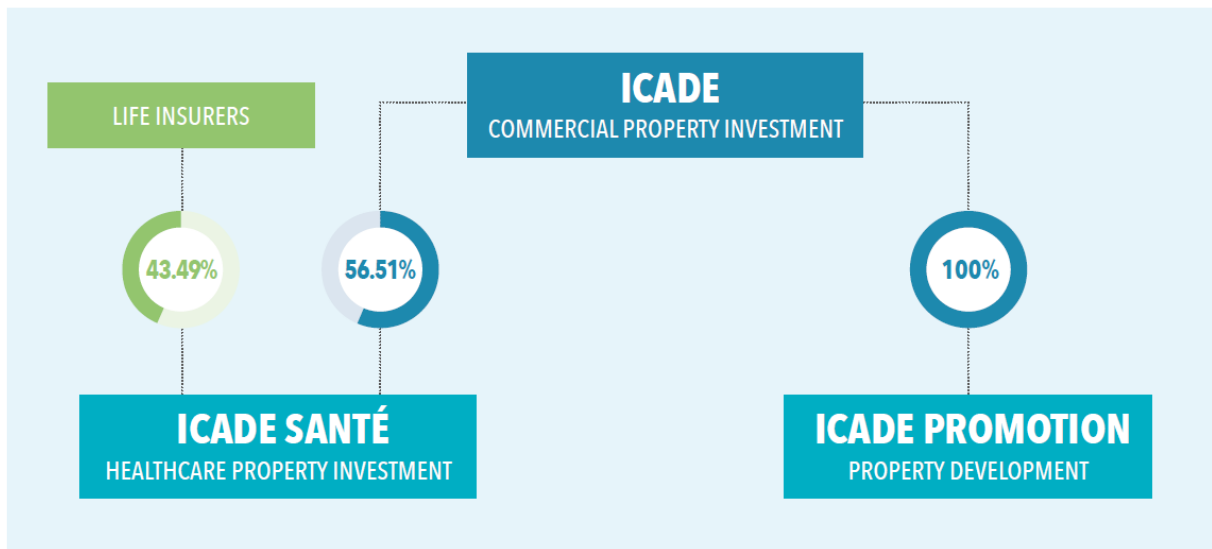 LIFE INSURERS
ICADE
COMMERCIAL PROPERTY INVESTMENT
43.49%
56.51%
100%
ICADE SANTÉ
HEALTHCARE PROPERTY INVESTMENT
ICADE PROMOTION
PROPERTY DEVELOPMENT